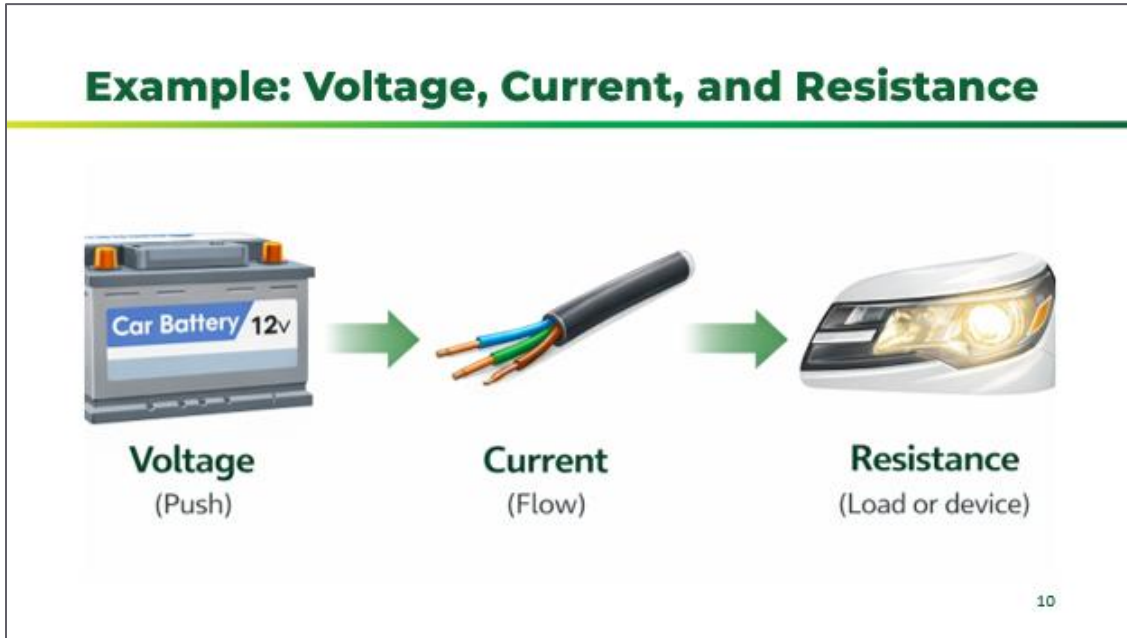 Example: Voltage, Current, and Resistance
Car Battery 12v
Voltage
(Push)
Current
(Flow)
Resistance
(Load or device)
10